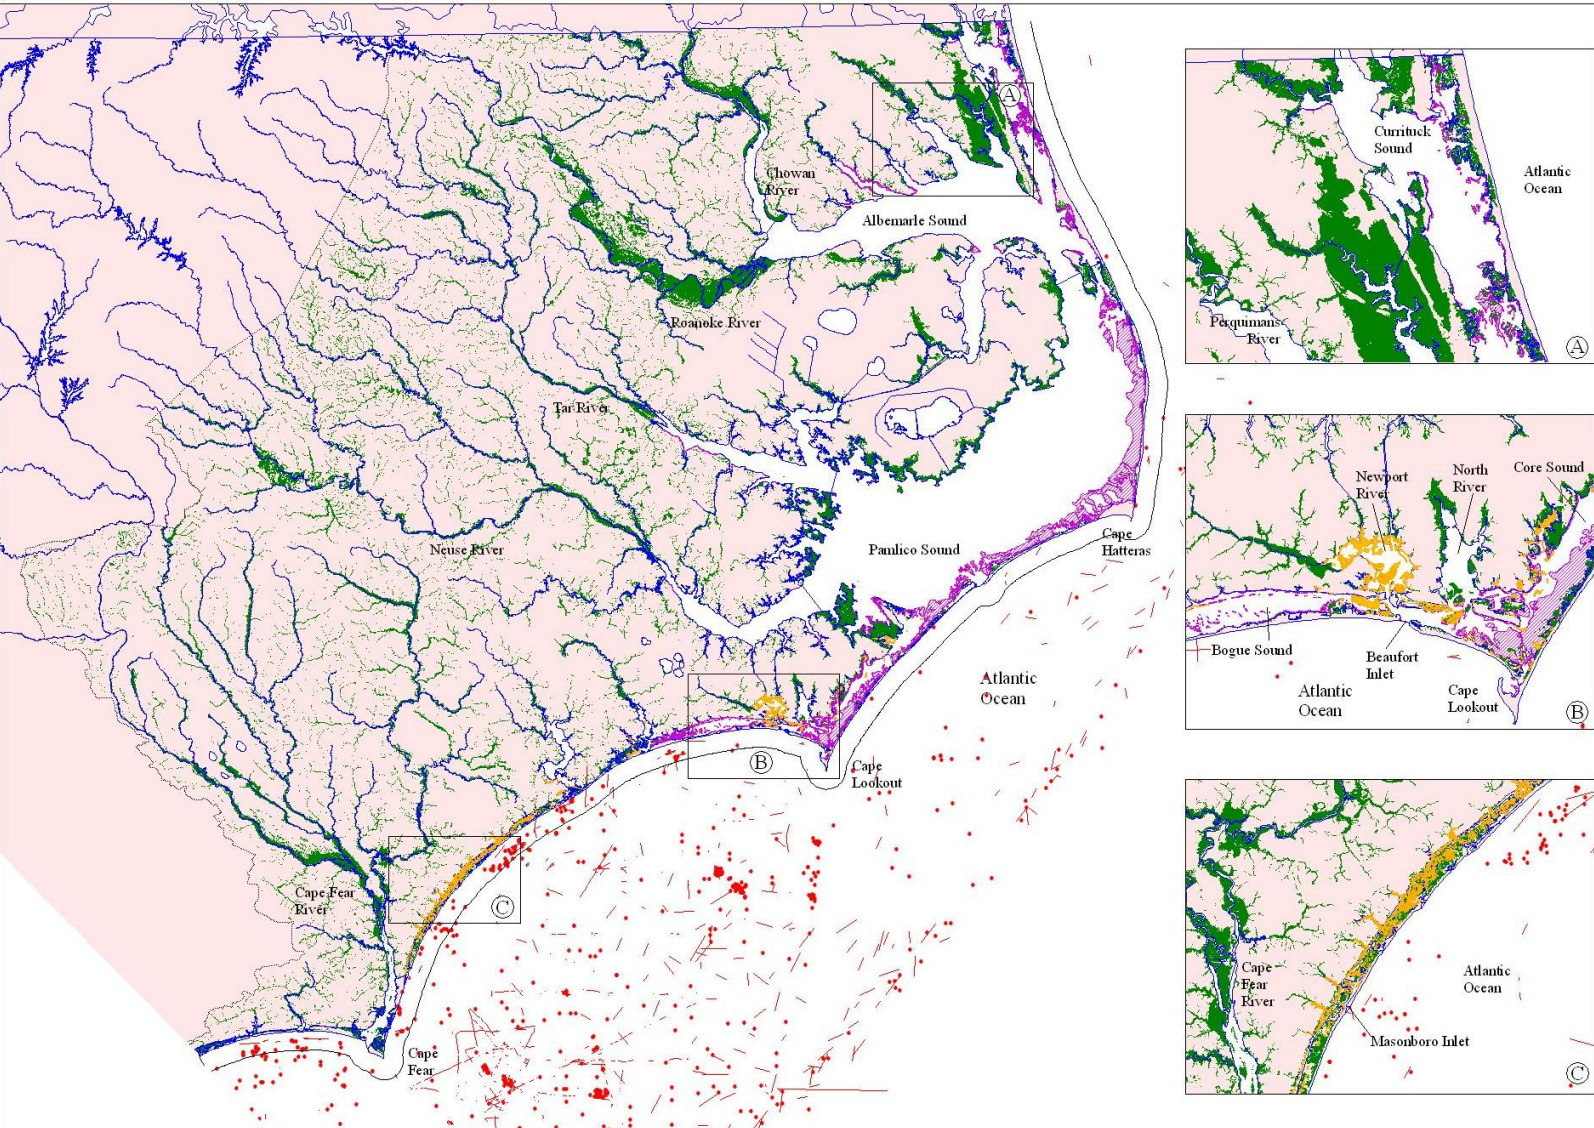 A
Chowan
River
Albemarle Sound
Roanoke River
Tar River
Neuse River
Pamlico Sound
Cape
Hatteras
Atlantic
Ocean
B
Cape
Lookout
Cape Fear
River
C
Cape
Fear
Currituck
Sound
Atlantic
Ocean
Perquimans
River
A
Newport
River
North
River
Core Sound
Bogue Sound
Beaufort
Inlet
Atlantic
Ocean
Cape
Lookout
B
Cape
Fear
River
Atlantic
Ocean
Masonboro Inlet
C